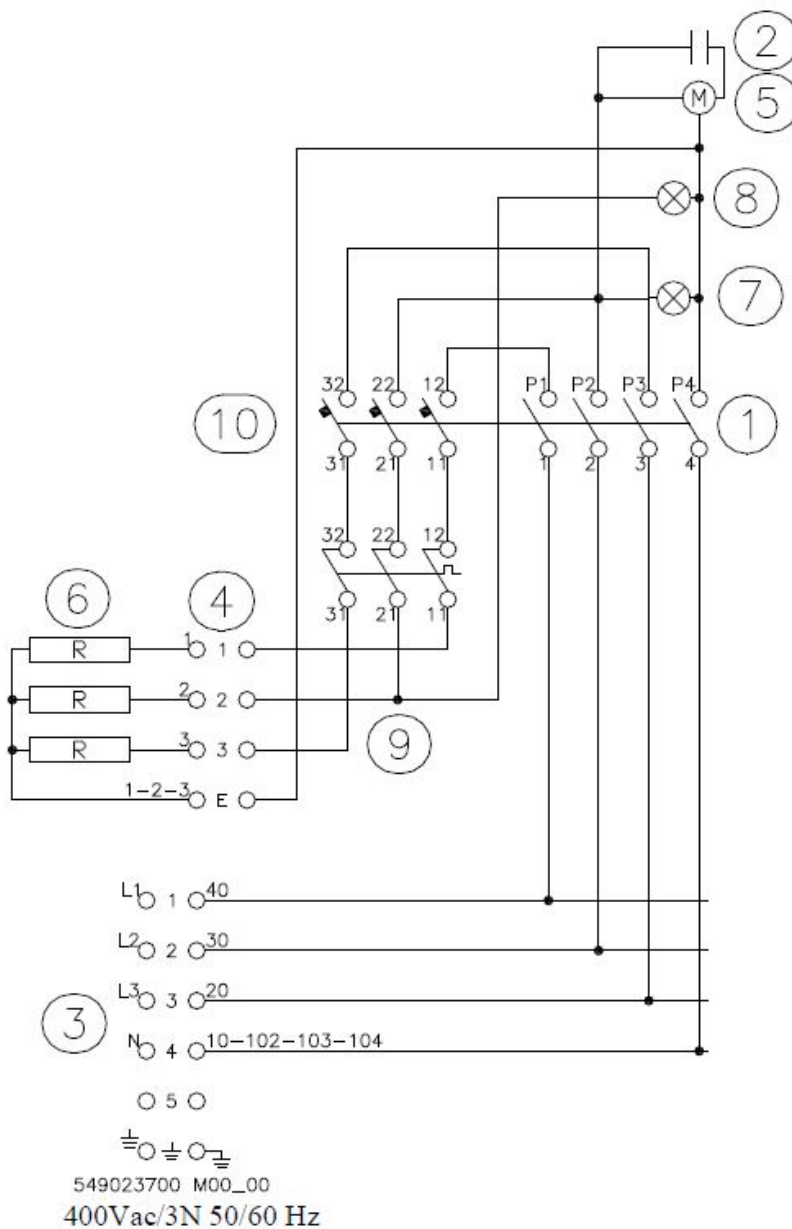 2
M 5
8
7
32 22 12 P1 P2 P3 P4
10 1
31 21 11 1 2 3 4
32 22 12
6 4 31 21 11
R 1 1
R 2 2
R 3 3 9
1-2-3 E
L1 1 40
L2 2 30
L3 3 20
3
N 4 10-102-103-104
5
549023700 M00_00
400Vac/3N 50/60 Hz